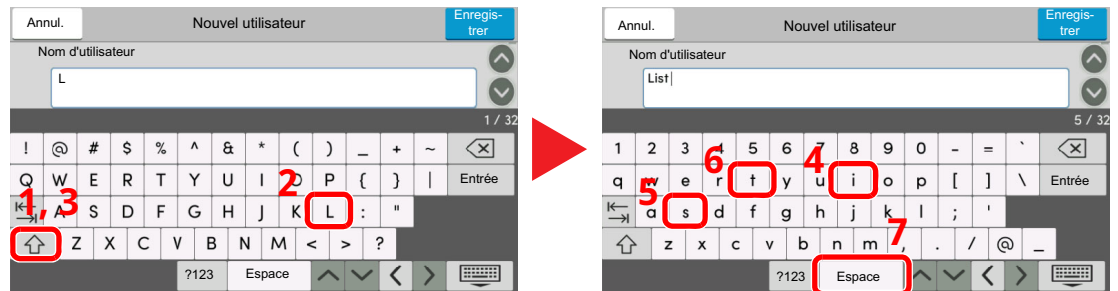 Annul. Nouvel utilisateur Enregis-
trer
Nom d'utilisateur
L
1 / 32
! @ # $ % ^ & * ( ) _ + ~
Q W E R T Y U I O P { } | Entrée
A S D F G H J K L : "
Z X C V B N M < > ?
?123 Espace
1, 3
2
Annul. Nouvel utilisateur Enregis-
trer
Nom d'utilisateur
List
5 / 32
1 2 3 4 5 6 7 8 9 0 - = `
q w e r t y u i o p [ ] \ Entrée
a s d f g h j k l ; '
z x c v b n m , . / @ _
?123 Espace
4
5
6
7